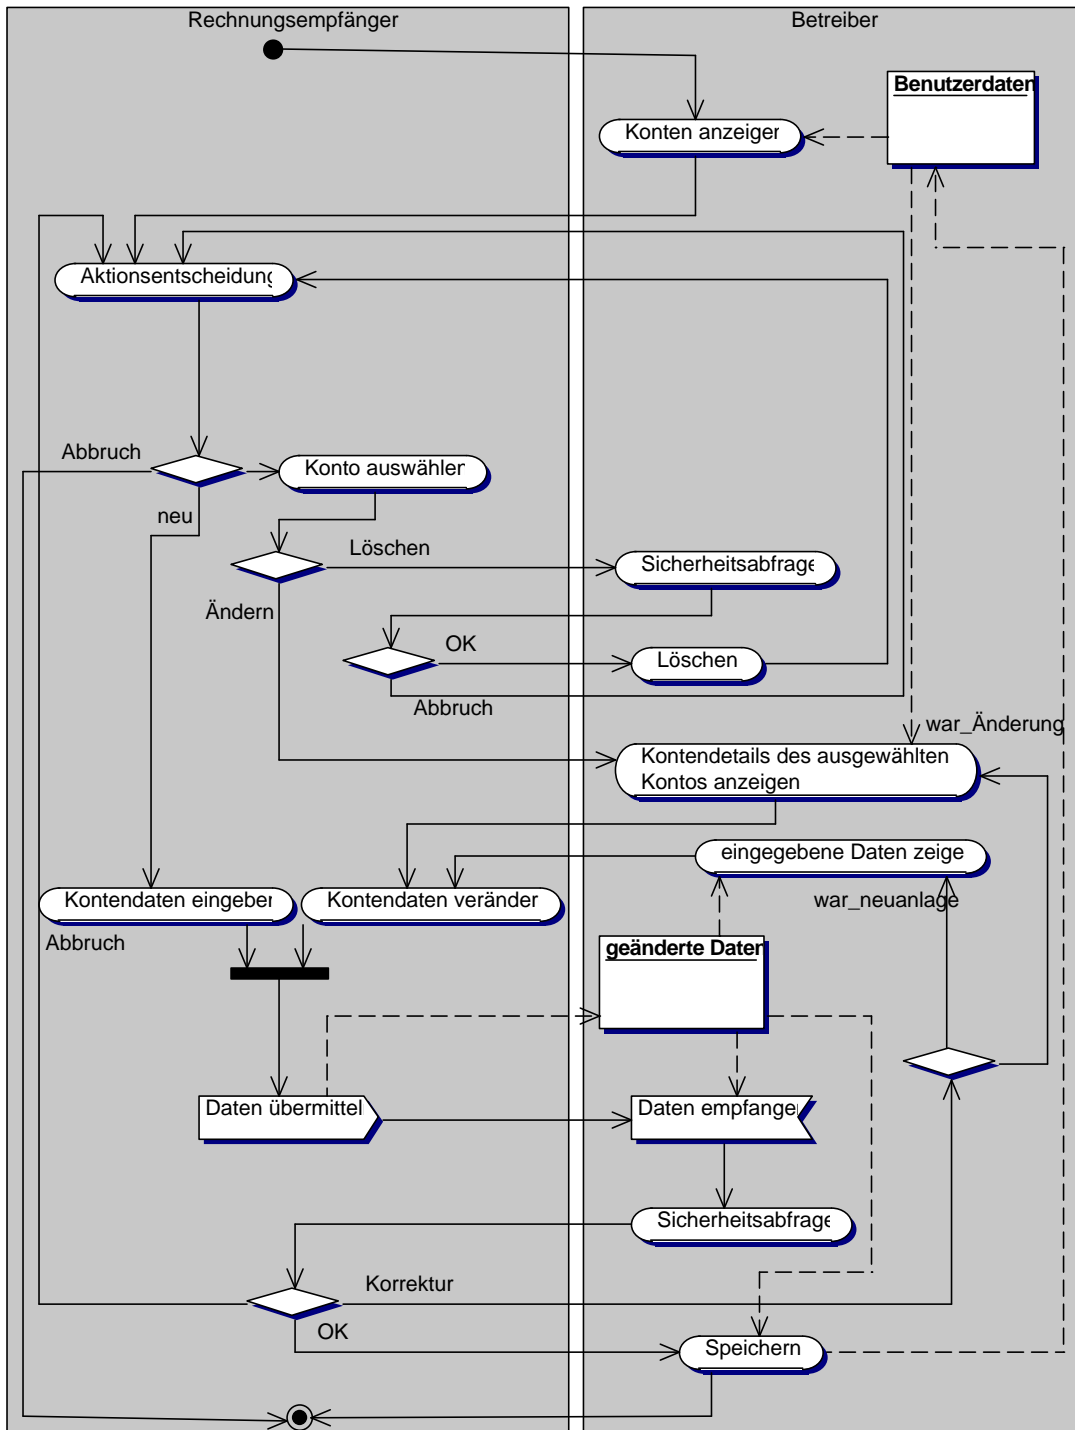 Rechnungsempfänger
Betreiber
Benutzerdaten
Konten anzeiger
Aktionsentscheidung
Abbruch
Konto auswählen
neu
Löschen
Sicherheitsabfrage
Ändern
OK
Löschen
Abbruch
war_Änderung
Kontendetails des ausgewählten
Kontos anzeigen
eingegebene Daten zeige
Kontendaten eingeber
Kontendaten veränder
war_neuanlage
Abbruch
geänderte Daten
Daten übermittel
Daten empfange
Sicherheitsabfrage
Korrektur
OK
Speichern